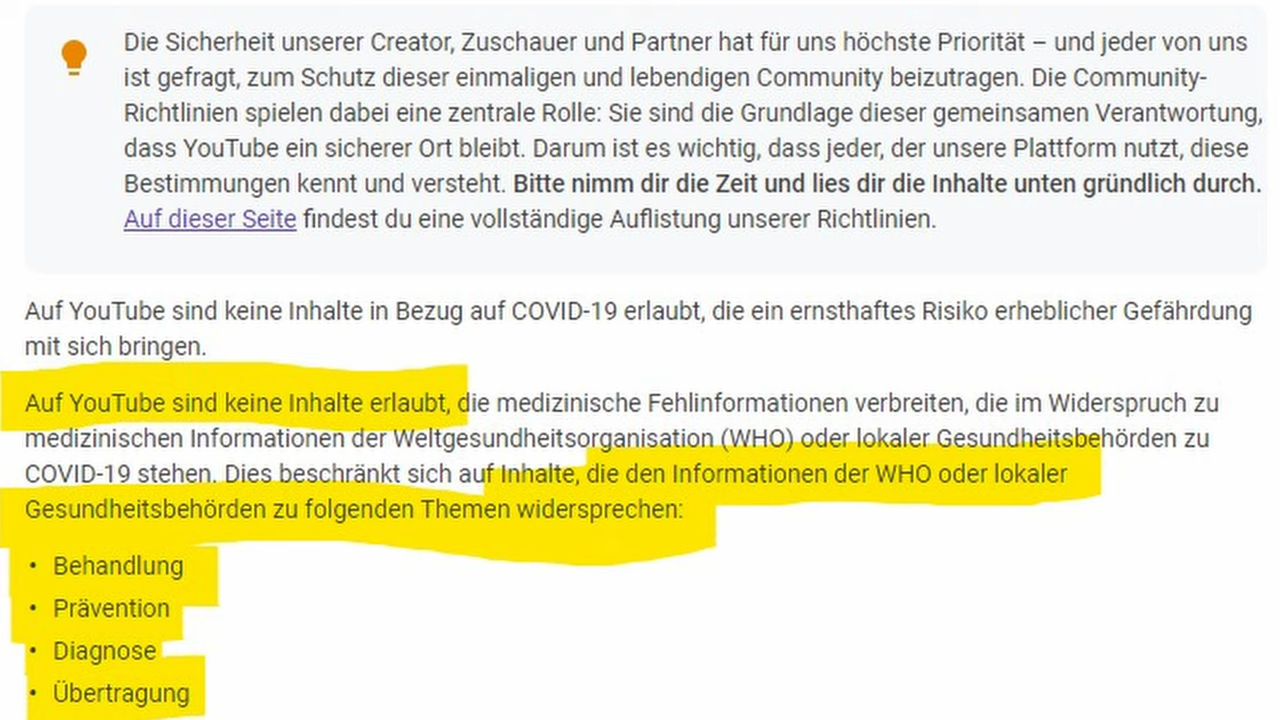 Die Sicherheit unserer Creator, Zuschauer und Partner hat für uns höchste Priorität – und jeder von uns
ist gefragt, zum Schutz dieser einmaligen und lebendigen Community beizutragen. Die Community-
Richtlinien spielen dabei eine zentrale Rolle: Sie sind die Grundlage dieser gemeinsamen Verantwortung,
dass YouTube ein sicherer Ort bleibt. Darum ist es wichtig, dass jeder, der unsere Plattform nutzt, diese
Bestimmungen kennt und versteht. Bitte nimm dir die Zeit und lies dir die Inhalte unten gründlich durch.
Auf dieser Seite findest du eine vollständige Auflistung unserer Richtlinien.
Auf YouTube sind keine Inhalte in Bezug auf COVID-19 erlaubt, die ein ernsthaftes Risiko erheblicher Gefährdung
mit sich bringen.
Auf YouTube sind keine Inhalte erlaubt, die medizinische Fehlinformationen verbreiten, die im Widerspruch zu
medizinischen Informationen der Weltgesundheitsorganisation (WHO) oder lokaler Gesundheitsbehörden zu
COVID-19 stehen. Dies beschränkt sich auf Inhalte, die den Informationen der WHO oder lokaler
Gesundheitsbehörden zu folgenden Themen widersprechen:
• Behandlung
• Prävention
• Diagnose
• Übertragung